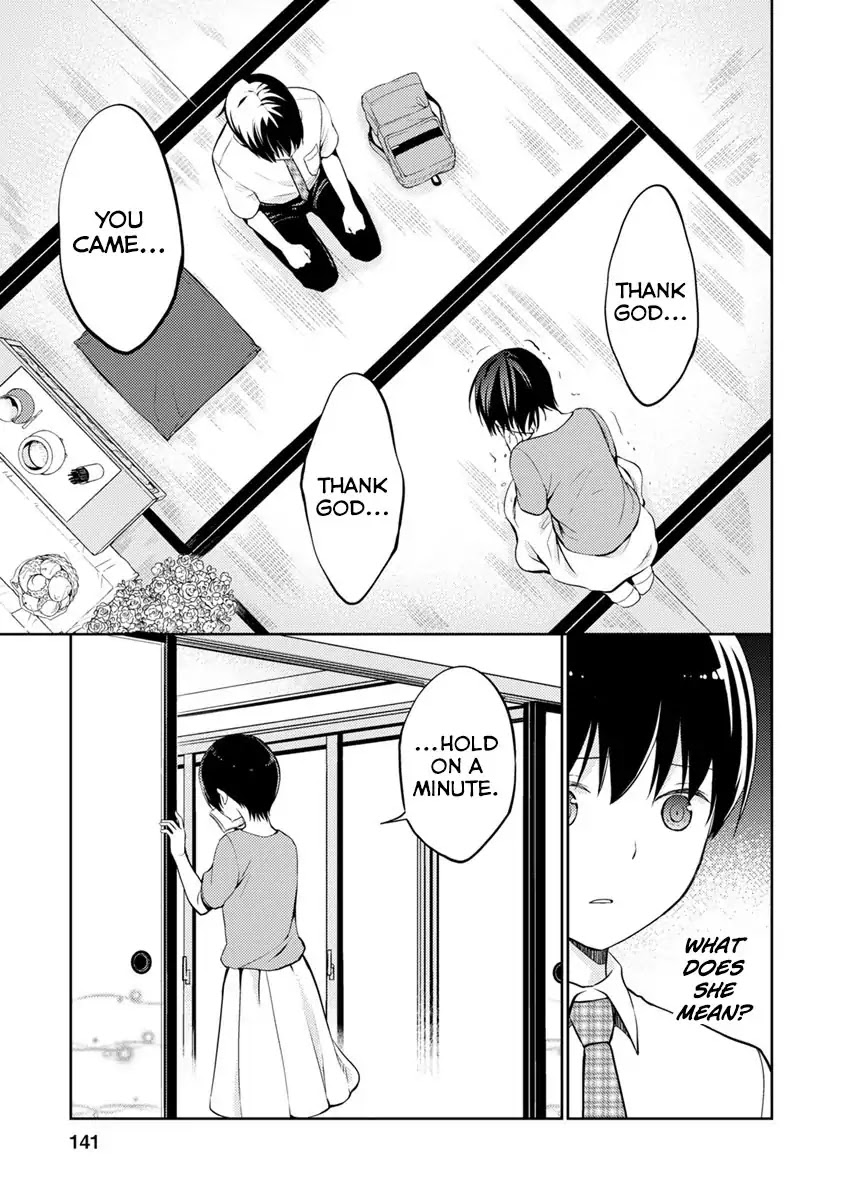 THANK
GOD...
YOU
CAME...
THANK
GOD...
WHAT
DOES
SHE
MEAN?
...HOLD
ON A
MINUTE.
141